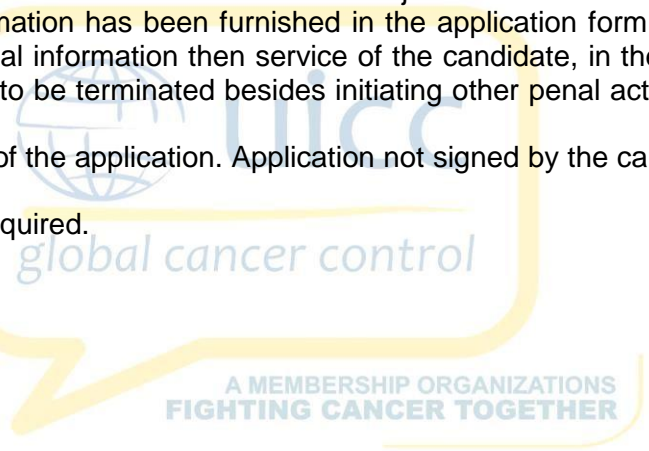 mation has been furnished in the application form
al information then service of the candidate, in the
to be terminated besides initiating other penal act
of the application. Application not signed by the ca
quired.
uicc
global cancer control
A MEMBERSHIP ORGANIZATIONS
FIGHTING CANCER TOGETHER